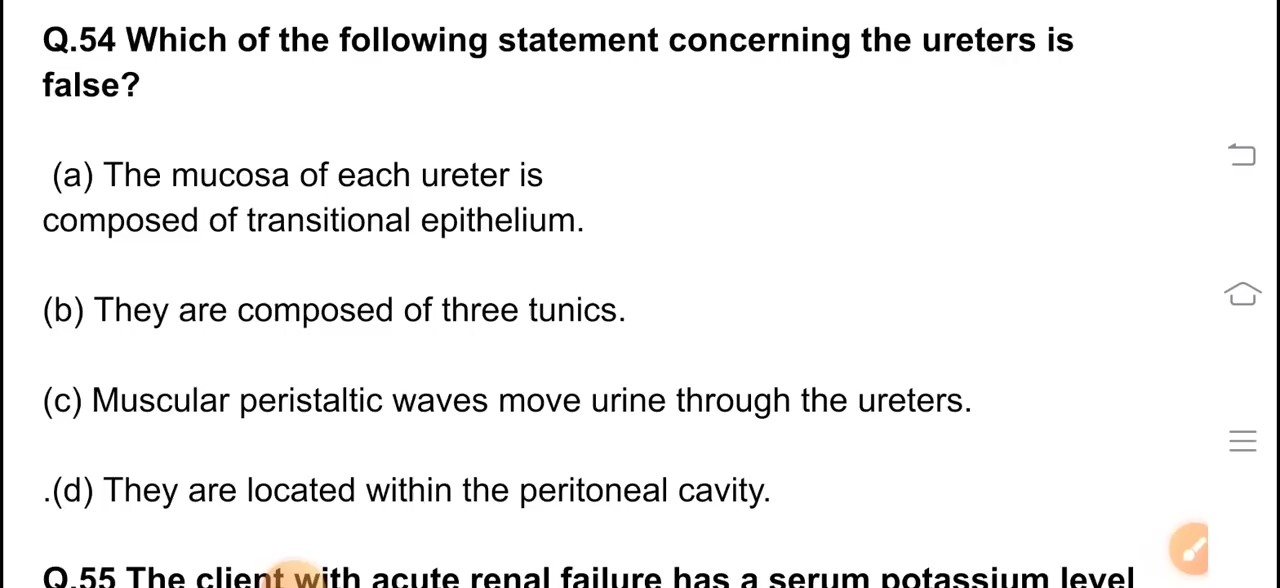 Q.54 Which of the following statement concerning the ureters is
false?
(a) The mucosa of each ureter is
composed of transitional epithelium.
(b) They are composed of three tunics.
(c) Muscular peristaltic waves move urine through the ureters.
.(d) They are located within the peritoneal cavity.
Q.55 The client with acute renal failure has a serum potassium level